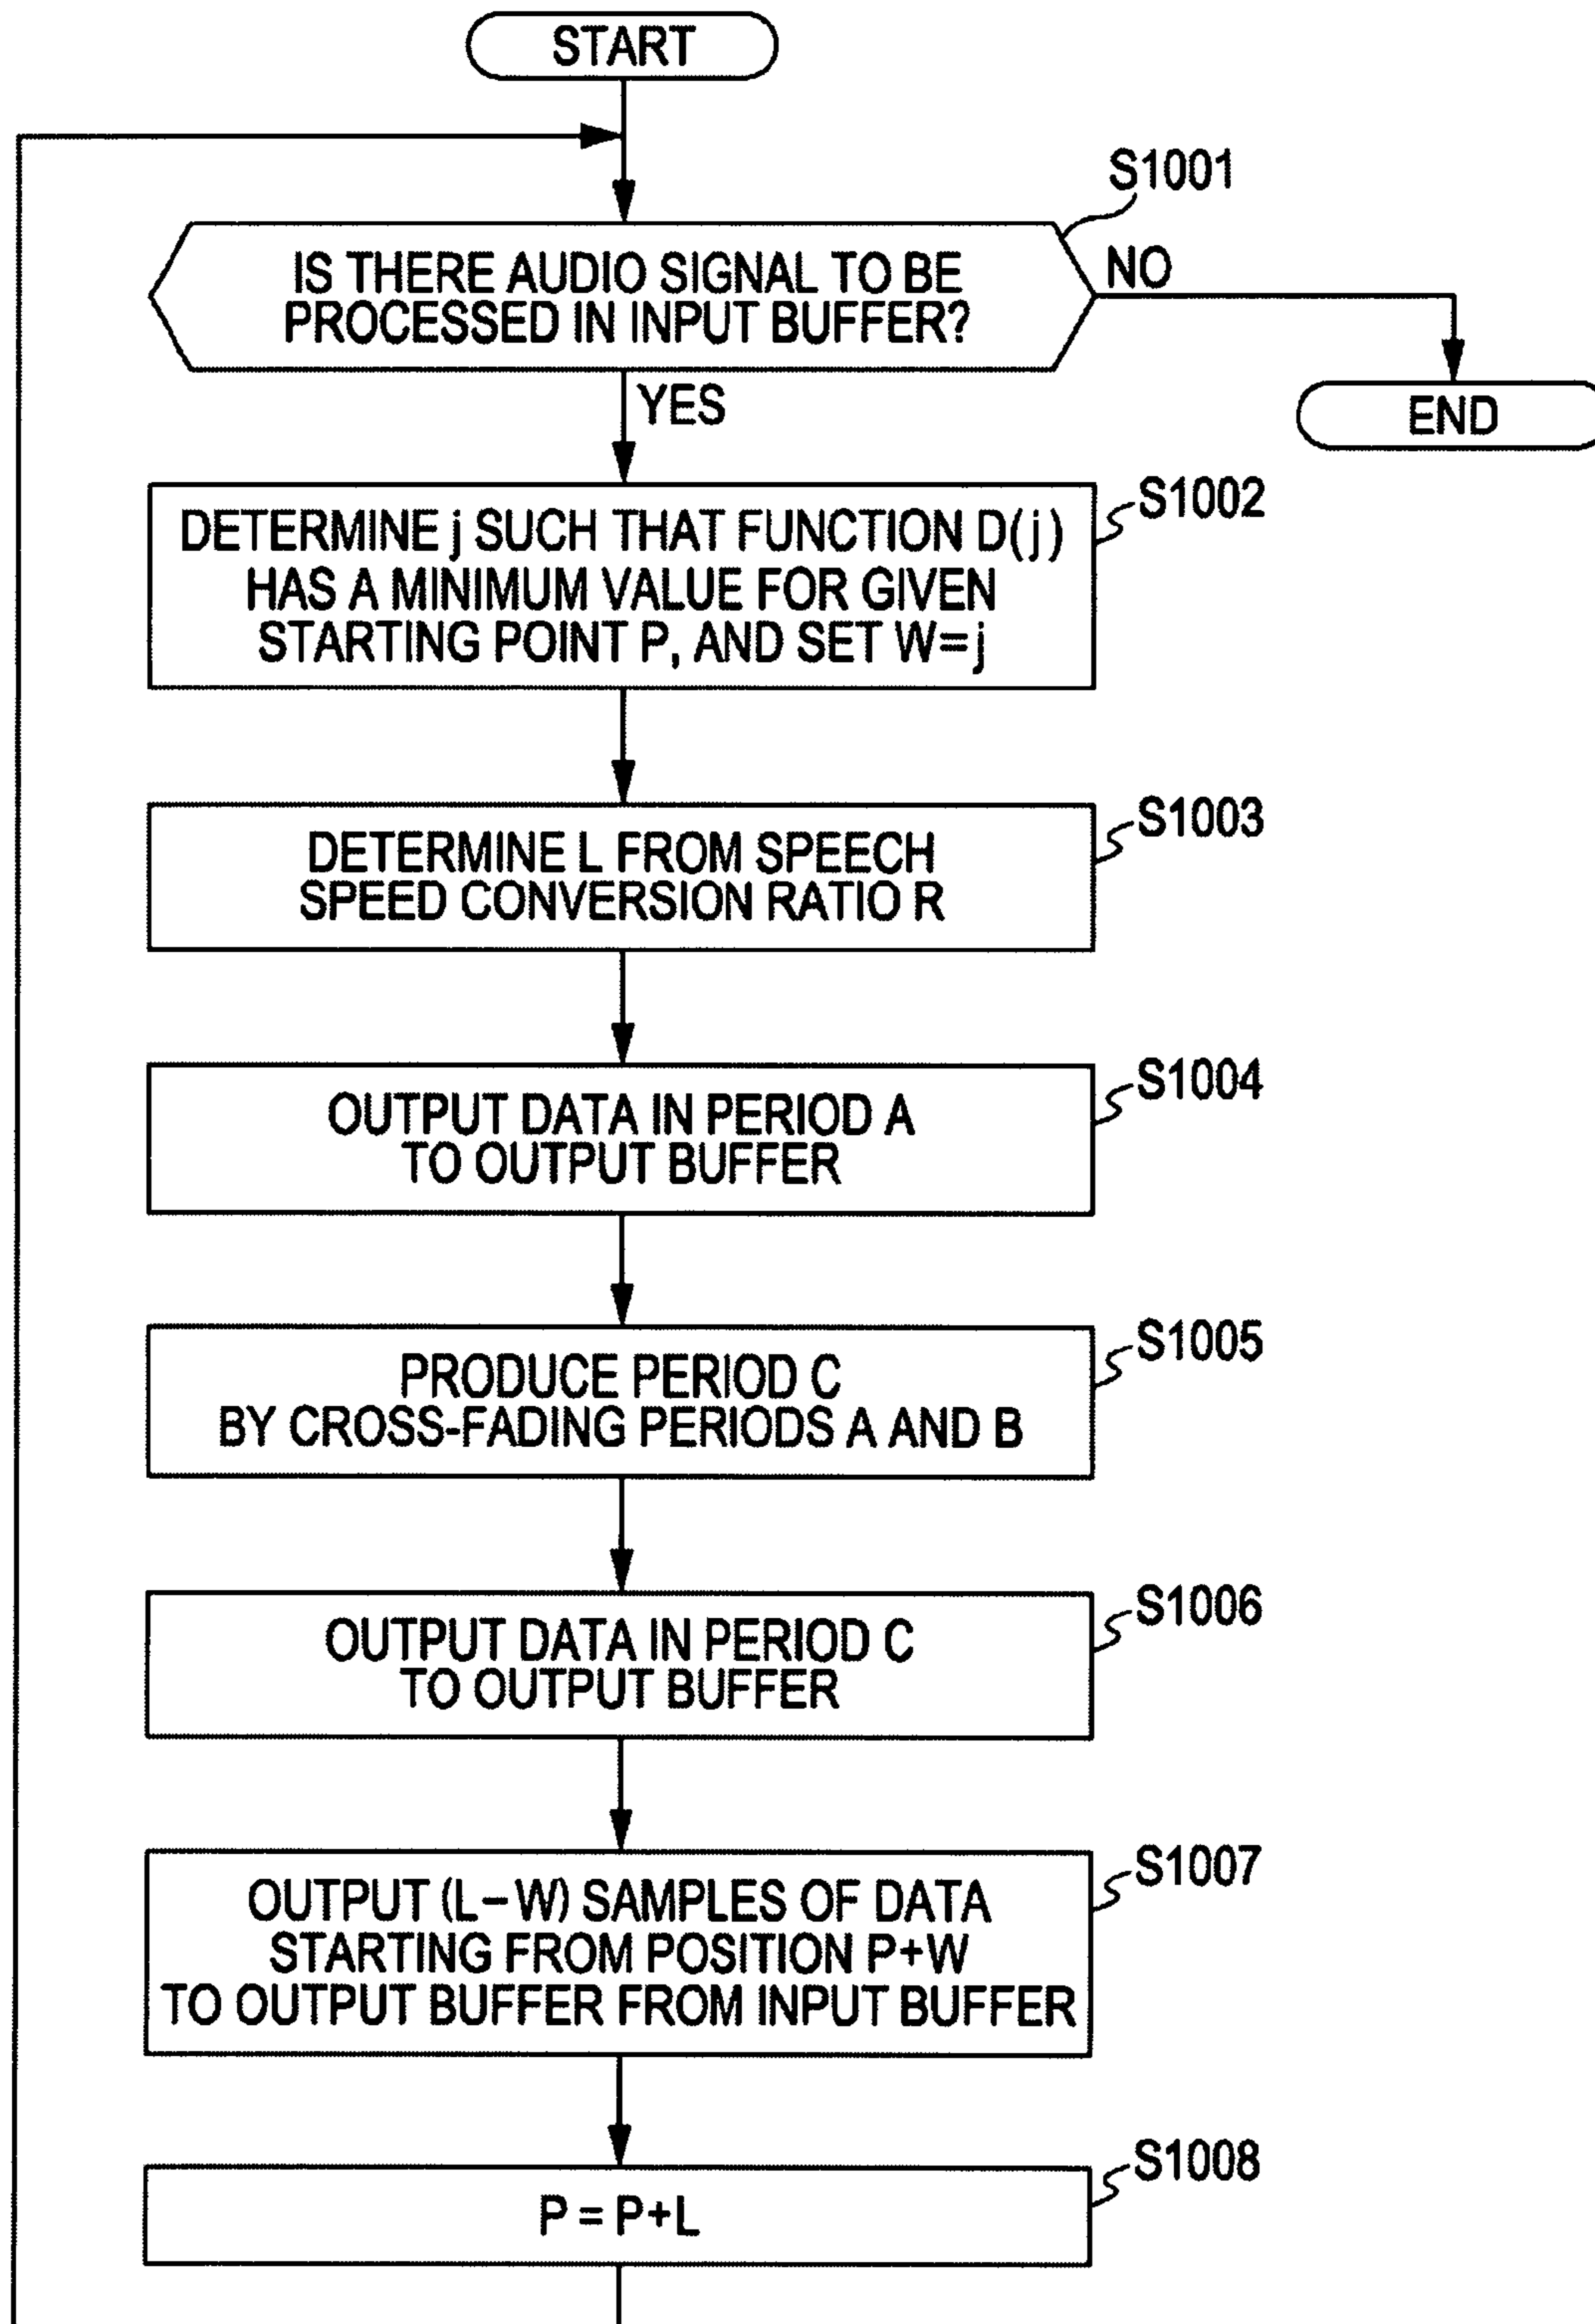 START
S1001
IS THERE AUDIO SIGNAL TO BE
PROCESSED IN INPUT BUFFER?
NO
YES
END
S1002
DETERMINE j SUCH THAT FUNCTION D(j)
HAS A MINIMUM VALUE FOR GIVEN
STARTING POINT P, AND SET W=j
S1003
DETERMINE L FROM SPEECH
SPEED CONVERSION RATIO R
S1004
OUTPUT DATA IN PERIOD A
TO OUTPUT BUFFER
S1005
PRODUCE PERIOD C
BY CROSS-FADING PERIODS A AND B
S1006
OUTPUT DATA IN PERIOD C
TO OUTPUT BUFFER
S1007
OUTPUT (L–W) SAMPLES OF DATA
STARTING FROM POSITION P+W
TO OUTPUT BUFFER FROM INPUT BUFFER
S1008
P = P+L